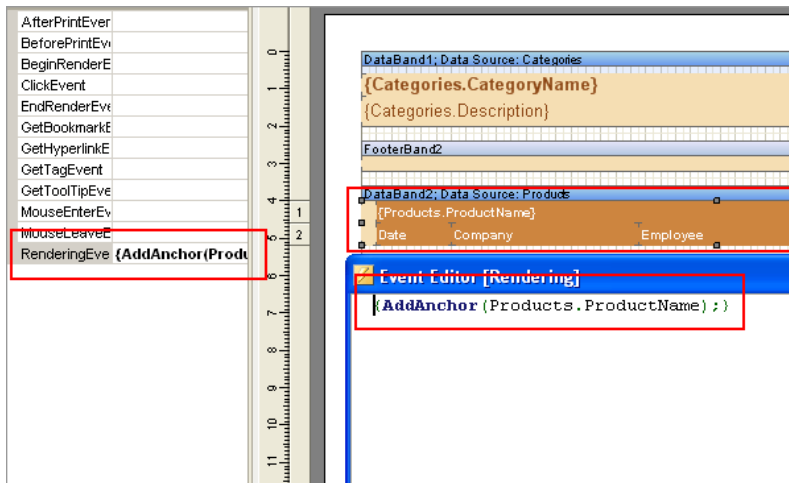 AfterPrintEver
BeforePrintEv
BeginRenderE
ClickEvent
EndRenderEve
GetBookmarkE
GetHyperlinkE
GetTagEvent
GetToolTipEve
MouseEnterEv
MouseLeaveE
RenderingEve {AddAnchor(Produ
0
1
2
3
4
5
6
7
8
9
10
11
1
2
DataBand1; Data Source: Categories
{Categories.CategoryName}
{Categories.Description}
FooterBand2
DataBand2; Data Source: Products
{Products.ProductName}
Date Company Employee
Event Editor [Rendering]
{AddAnchor(Products.ProductName);}